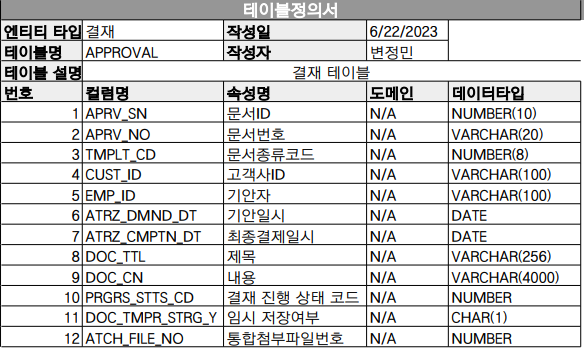 테이블정의서
엔티티 타입 결재 작성일 6/22/2023
테이블명 APPROVAL 작성자 변정민
테이블 설명 결재 테이블
번호 컬럼명 속성명 도메인 데이터타입
1 APRV_SN 문서ID N/A NUMBER(10)
2 APRV_NO 문서번호 N/A VARCHAR(20)
3 TMPLT_CD 문서종류코드 N/A NUMBER(8)
4 CUST_ID 고객사ID N/A VARCHAR(100)
5 EMP_ID 기안자 N/A VARCHAR(100)
6 ATRZ_DMND_DT 기안일시 N/A DATE
7 ATRZ_CMPTN_DT 최종결제일시 N/A DATE
8 DOC_TTL 제목 N/A VARCHAR(256)
9 DOC_CN 내용 N/A VARCHAR(4000)
10 PRGRS_STTS_CD 결재 진행 상태 코드 N/A NUMBER
11 DOC_TMPR_STRG_Y 임시 저장여부 N/A CHAR(1)
12 ATCH_FILE_NO 통합첨부파일번호 N/A NUMBER